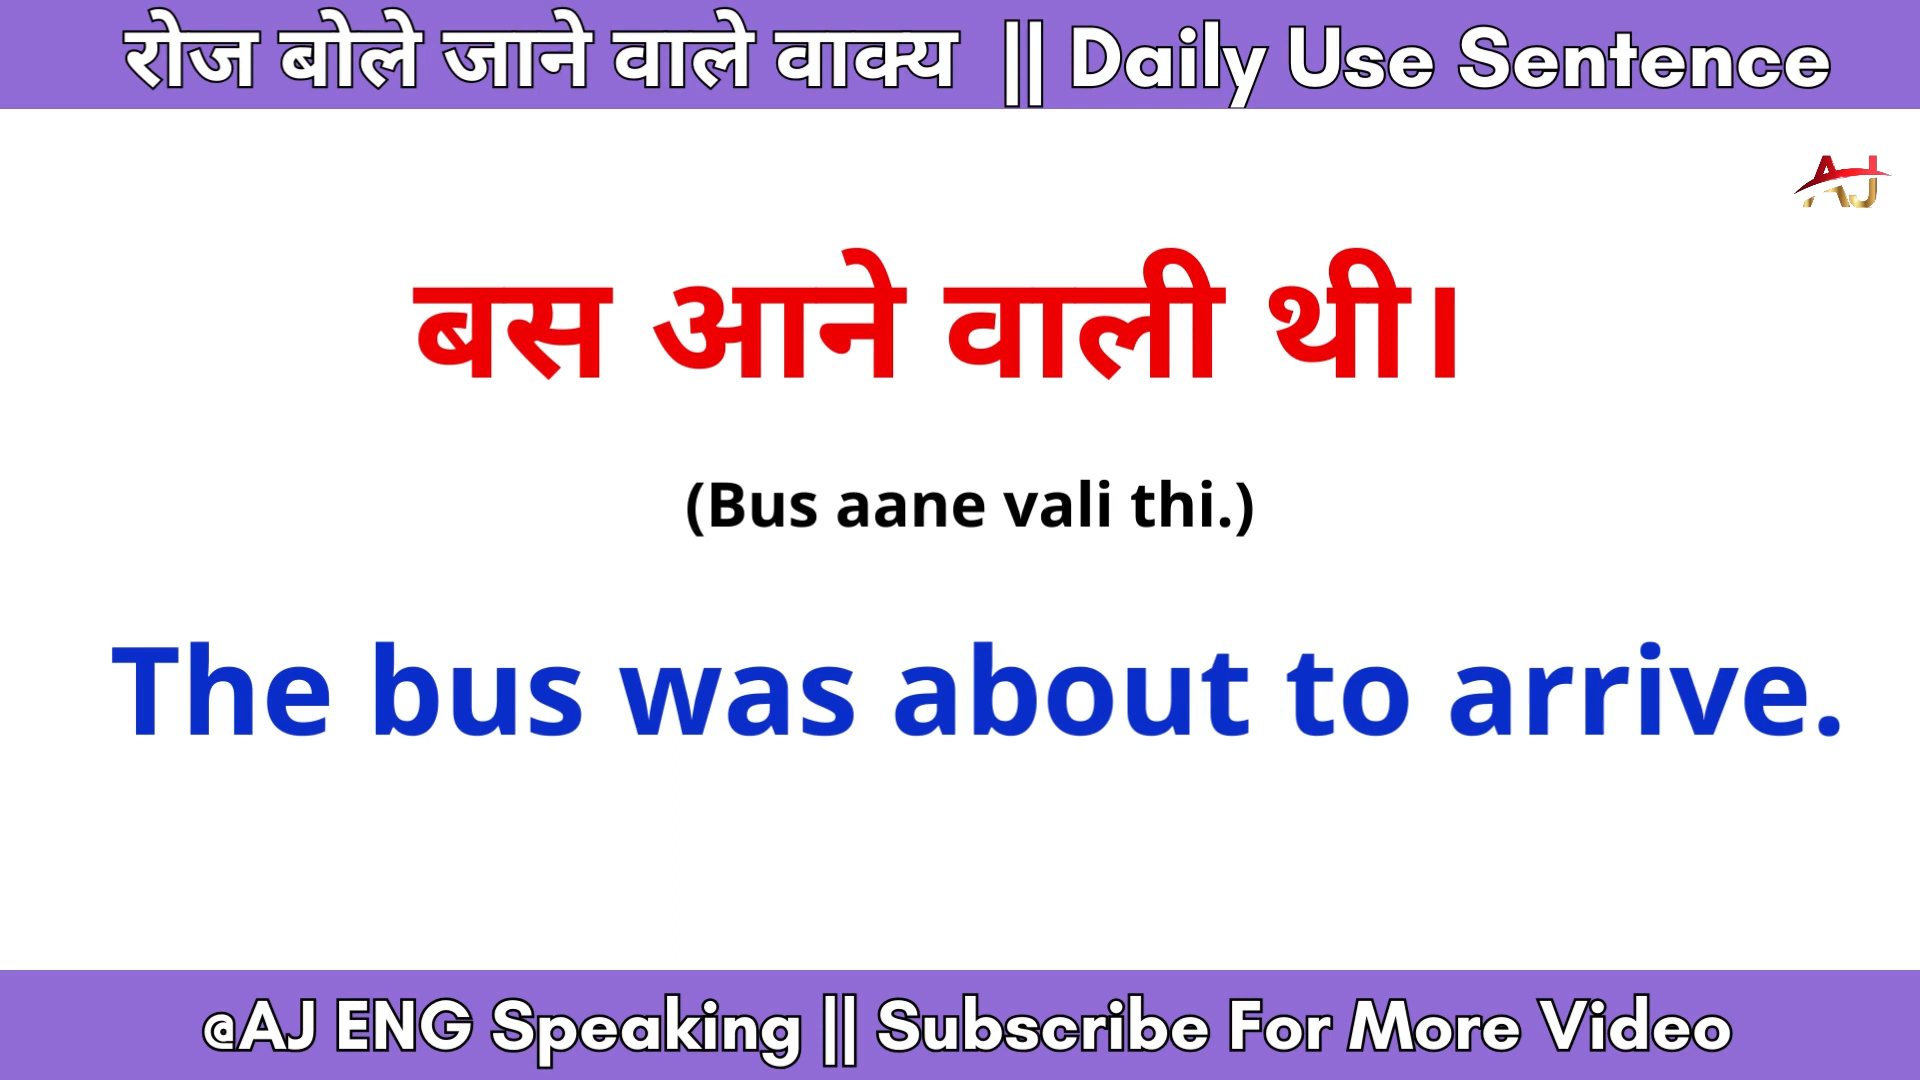 रोज बोले जाने वाले वाक्य || Daily Use Sentence
AJ
बस आने वाली थी।
(Bus aane vali thi.)
The bus was about to arrive.
@AJ ENG Speaking || Subscribe For More Video